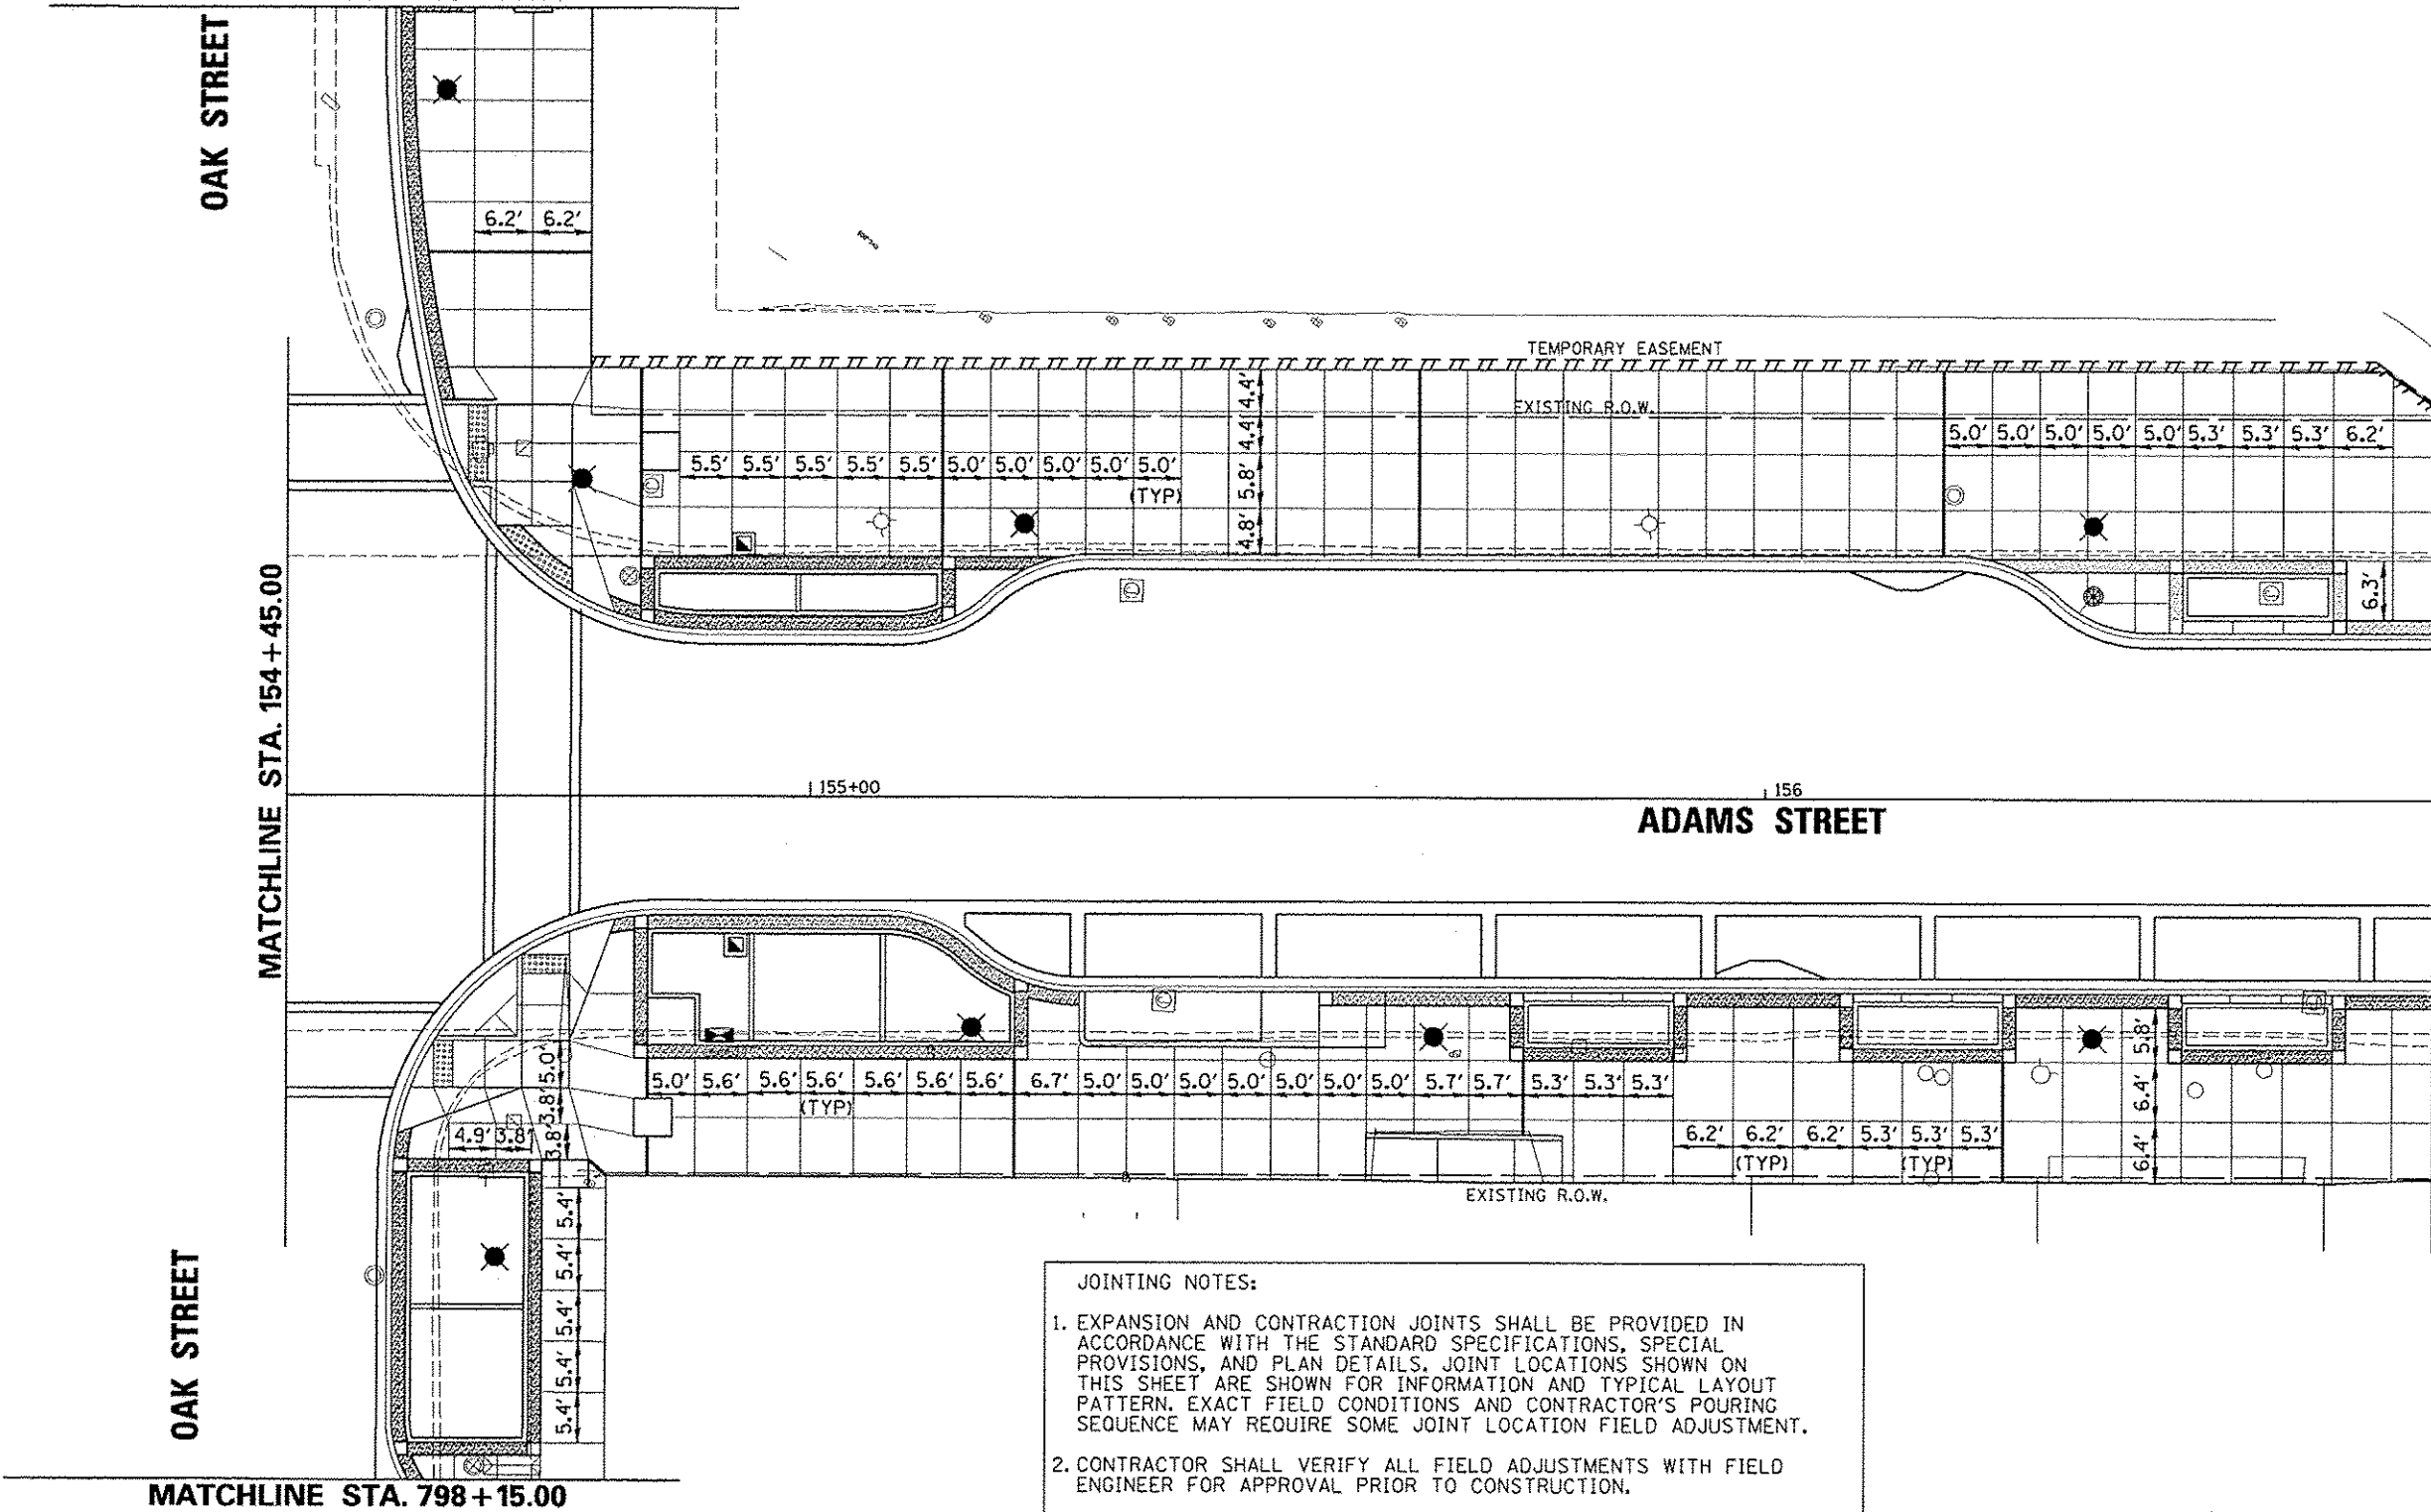 OAK STREET
6.2' 6.2'
TEMPORARY EASEMENT
EXISTING R.O.W.
4.4'
4.4'
5.8'
4.8'
5.5' 5.5' 5.5' 5.5' 5.5' 5.0' 5.0' 5.0' 5.0' 5.0'
(TYP)
5.0' 5.0' 5.0' 5.0' 5.0' 5.3' 5.3' 5.3' 6.2'
6.3'
MATCHLINE STA. 154+45.00
155+00
156
ADAMS STREET
5.0'
3.8'
3.8'
4.9' 3.8'
5.0' 5.6' 5.6' 5.6' 5.6' 5.6' 5.6' 6.7' 5.0' 5.0' 5.0' 5.0' 5.0' 5.0' 5.0' 5.7' 5.7' 5.3' 5.3' 5.3'
(TYP)
6.2' 6.2' 6.2' 5.3' 5.3' 5.3'
(TYP) (TYP)
5.8'
6.4'
6.4'
EXISTING R.O.W.
5.4'
5.4'
5.4'
5.4'
5.4'
OAK STREET
MATCHLINE STA. 798+15.00
JOINTING NOTES:
1. EXPANSION AND CONTRACTION JOINTS SHALL BE PROVIDED IN
ACCORDANCE WITH THE STANDARD SPECIFICATIONS, SPECIAL
PROVISIONS, AND PLAN DETAILS. JOINT LOCATIONS SHOWN ON
THIS SHEET ARE SHOWN FOR INFORMATION AND TYPICAL LAYOUT
PATTERN. EXACT FIELD CONDITIONS AND CONTRACTOR'S POURING
SEQUENCE MAY REQUIRE SOME JOINT LOCATION FIELD ADJUSTMENT.
2. CONTRACTOR SHALL VERIFY ALL FIELD ADJUSTMENTS WITH FIELD
ENGINEER FOR APPROVAL PRIOR TO CONSTRUCTION.